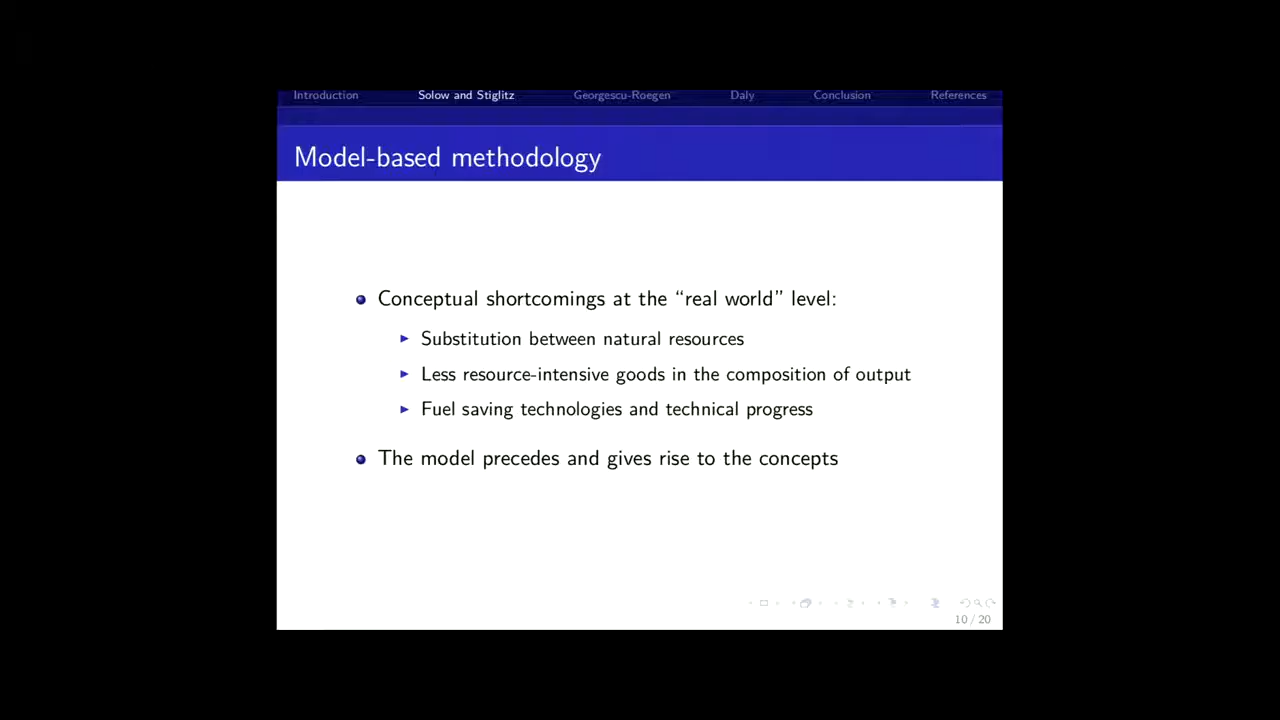 Introduction Solow and Stiglitz Georgescu-Roegen Daly Conclusion References
Model-based methodology
Conceptual shortcomings at the “real world” level:
Substitution between natural resources
Less resource-intensive goods in the composition of output
Fuel saving technologies and technical progress
The model precedes and gives rise to the concepts
10 / 20